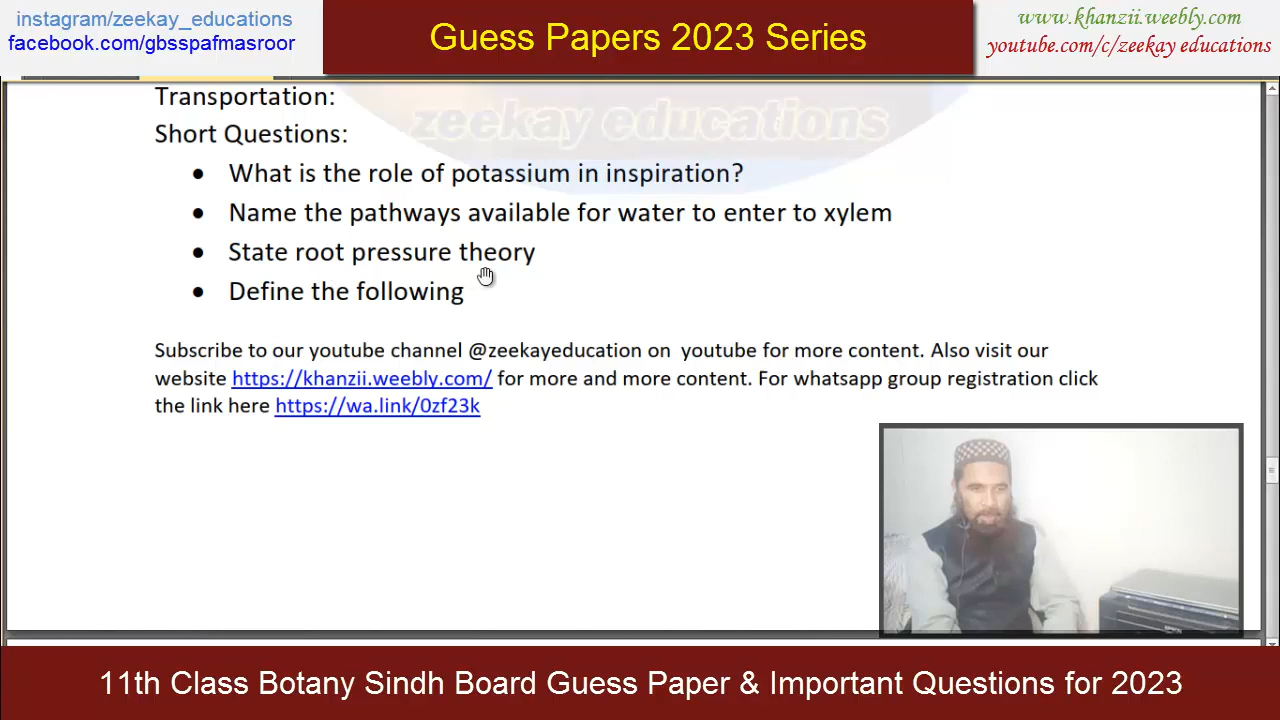 instagram/zeekay_educations
facebook.com/gbsspafmasroor
Guess Papers 2023 Series
www.khanzii.weebly.com
youtube.com/c/zeekay educations
Transportation:
zeekay educations
Short Questions:
• What is the role of potassium in inspiration?
• Name the pathways available for water to enter to xylem
• State root pressure theory
• Define the following
Subscribe to our youtube channel @zeekayeducation on youtube for more content. Also visit our
website https://khanzii.weebly.com/ for more and more content. For whatsapp group registration click
the link here https://wa.link/0zf23k
11th Class Botany Sindh Board Guess Paper & Important Questions for 2023